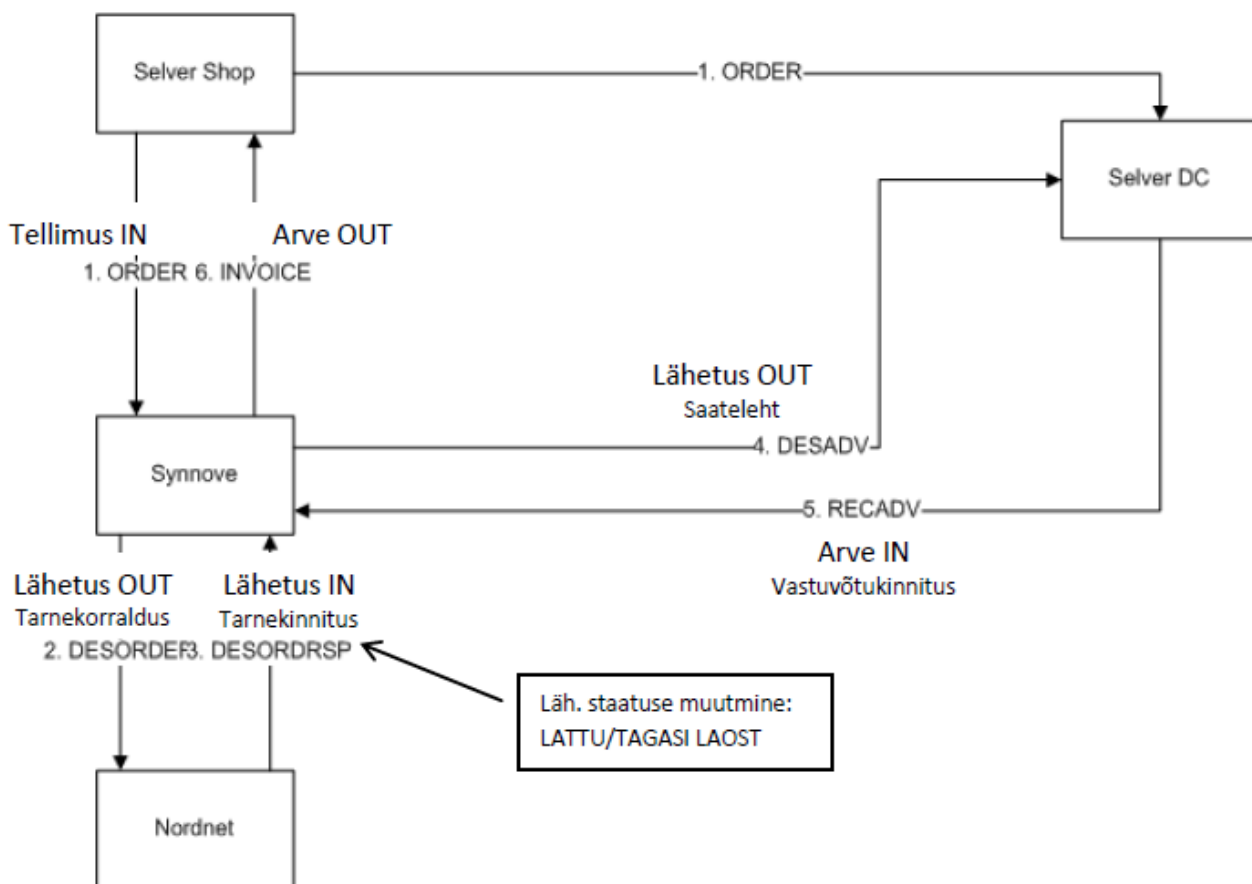 Selver Shop
1. ORDER
Selver DC
Tellimus IN
Arve OUT
1. ORDER 6. INVOICE
Lähetus OUT
Saateleht
4. DESADV
Synnove
5. RECADV
Arve IN
Vastuvõtukinnitus
Lähetus OUT
Lähetus IN
Tarnekorraldus
Tarnekinnitus
2. DESORDER3. DESORDRSP
Läh. staatuse muutmine:
LATTU/TAGASI LAOST
Nordnet